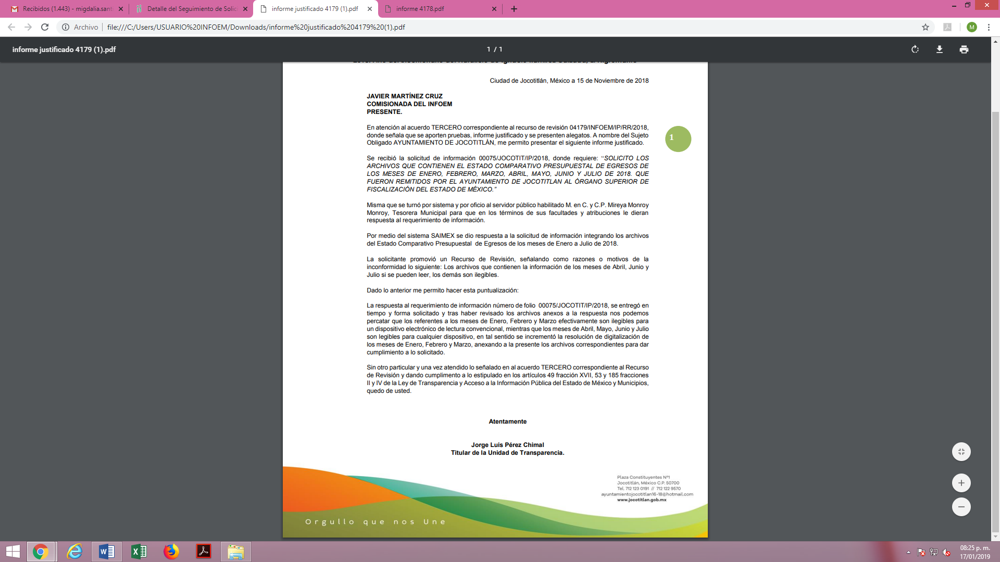 Recibidos (1.443) - migdalia.sant
Detalle del Seguimiento de Solic
informe justificado 4179 (1).pdf
informe 4178.pdf
Archivo
file:///C:/Users/USUARIO%20INFOEM/Downloads/informe%20justificado%204179%20(1).pdf
M
informe justificado 4179 (1).pdf
1 / 1
Ciudad de Jocotitlán, México a 15 de Noviembre de 2018
JAVIER MARTÍNEZ CRUZ
COMISIONADA DEL INFOEM
PRESENTE.
En atención al acuerdo TERCERO correspondiente al recurso de revisión 04179/INFOEM/IP/RR/2018,
donde señala que se aporten pruebas, informe justificado y se presenten alegatos. A nombre del Sujeto
Obligado AYUNTAMIENTO DE JOCOTITLÀN, me permito presentar el siguiente informe justificado.
1
Se recibió la solicitud de información 00075/JOCOTIT/IP/2018, donde requiere: “SOLICITO LOS
ARCHIVOS QUE CONTIENEN EL ESTADO COMPARATIVO PRESUPUESTAL DE EGRESOS DE
LOS MESES DE ENERO, FEBRERO, MARZO, ABRIL, MAYO, JUNIO Y JULIO DE 2018. QUE
FUERON REMITIDOS POR EL AYUNTAMIENTO DE JOCOTITLAN AL ÓRGANO SUPERIOR DE
FISCALIZACIÓN DEL ESTADO DE MÉXICO.”
Misma que se turnó por sistema y por oficio al servidor público habilitado M. en C. y C.P. Mireya Monroy
Monroy, Tesorera Municipal para que en los términos de sus facultades y atribuciones le dieran
respuesta al requerimiento de información.
Por medio del sistema SAIMEX se dio respuesta a la solicitud de información integrando los archivos
del Estado Comparativo Presupuestal de Egresos de los meses de Enero a Julio de 2018.
La solicitante promovió un Recurso de Revisión, señalando como razones o motivos de la
inconformidad lo siguiente: Los archivos que contienen la información de los meses de Abril, Junio y
Julio si se pueden leer, los demás son ilegibles.
Dado lo anterior me permito hacer esta puntualización:
La respuesta al requerimiento de información número de folio 00075/JOCOTIT/IP/2018, se entregó en
tiempo y forma solicitado y tras haber revisado los archivos anexos a la respuesta nos podemos
percatar que los referentes a los meses de Enero, Febrero y Marzo efectivamente son ilegibles para
un dispositivo electrónico de lectura convencional, mientras que los meses de Abril, Mayo, Junio y Julio
son legibles para cualquier dispositivo, en tal sentido se incrementó la resolución de digitalización de
los meses de Enero, Febrero y Marzo, anexando a la presente los archivos correspondientes para dar
cumplimiento a lo solicitado.
Sin otro particular y una vez atendido lo señalado en al acuerdo TERCERO correspondiente al Recurso
de Revisión y dando cumplimento a lo estipulado en los artículos 49 fracción XVII, 53 y 185 fracciones
II y IV de la Ley de Transparencia y Acceso a la Información Pública del Estado de México y Municipios,
quedo de usted.
Atentamente
Jorge Luis Pérez Chimal
Titular de la Unidad de Transparencia.
Plaza Constituyentes Nº1
Jocotitlán, México C.P. 50700
Tel. 712 123 0191 // 712 122 9570
ayuntamientojocotitlan16-18@hotmail.com
www.jocotitlan.gob.mx
Orgullo que nos Une
08:25 p. m.
17/01/2019